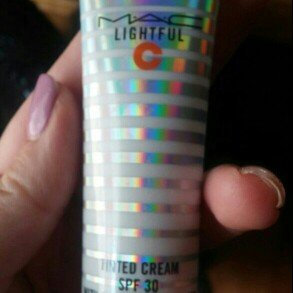 MAC
LIGHTFUL
C
TINTED CREAM
SPF 30